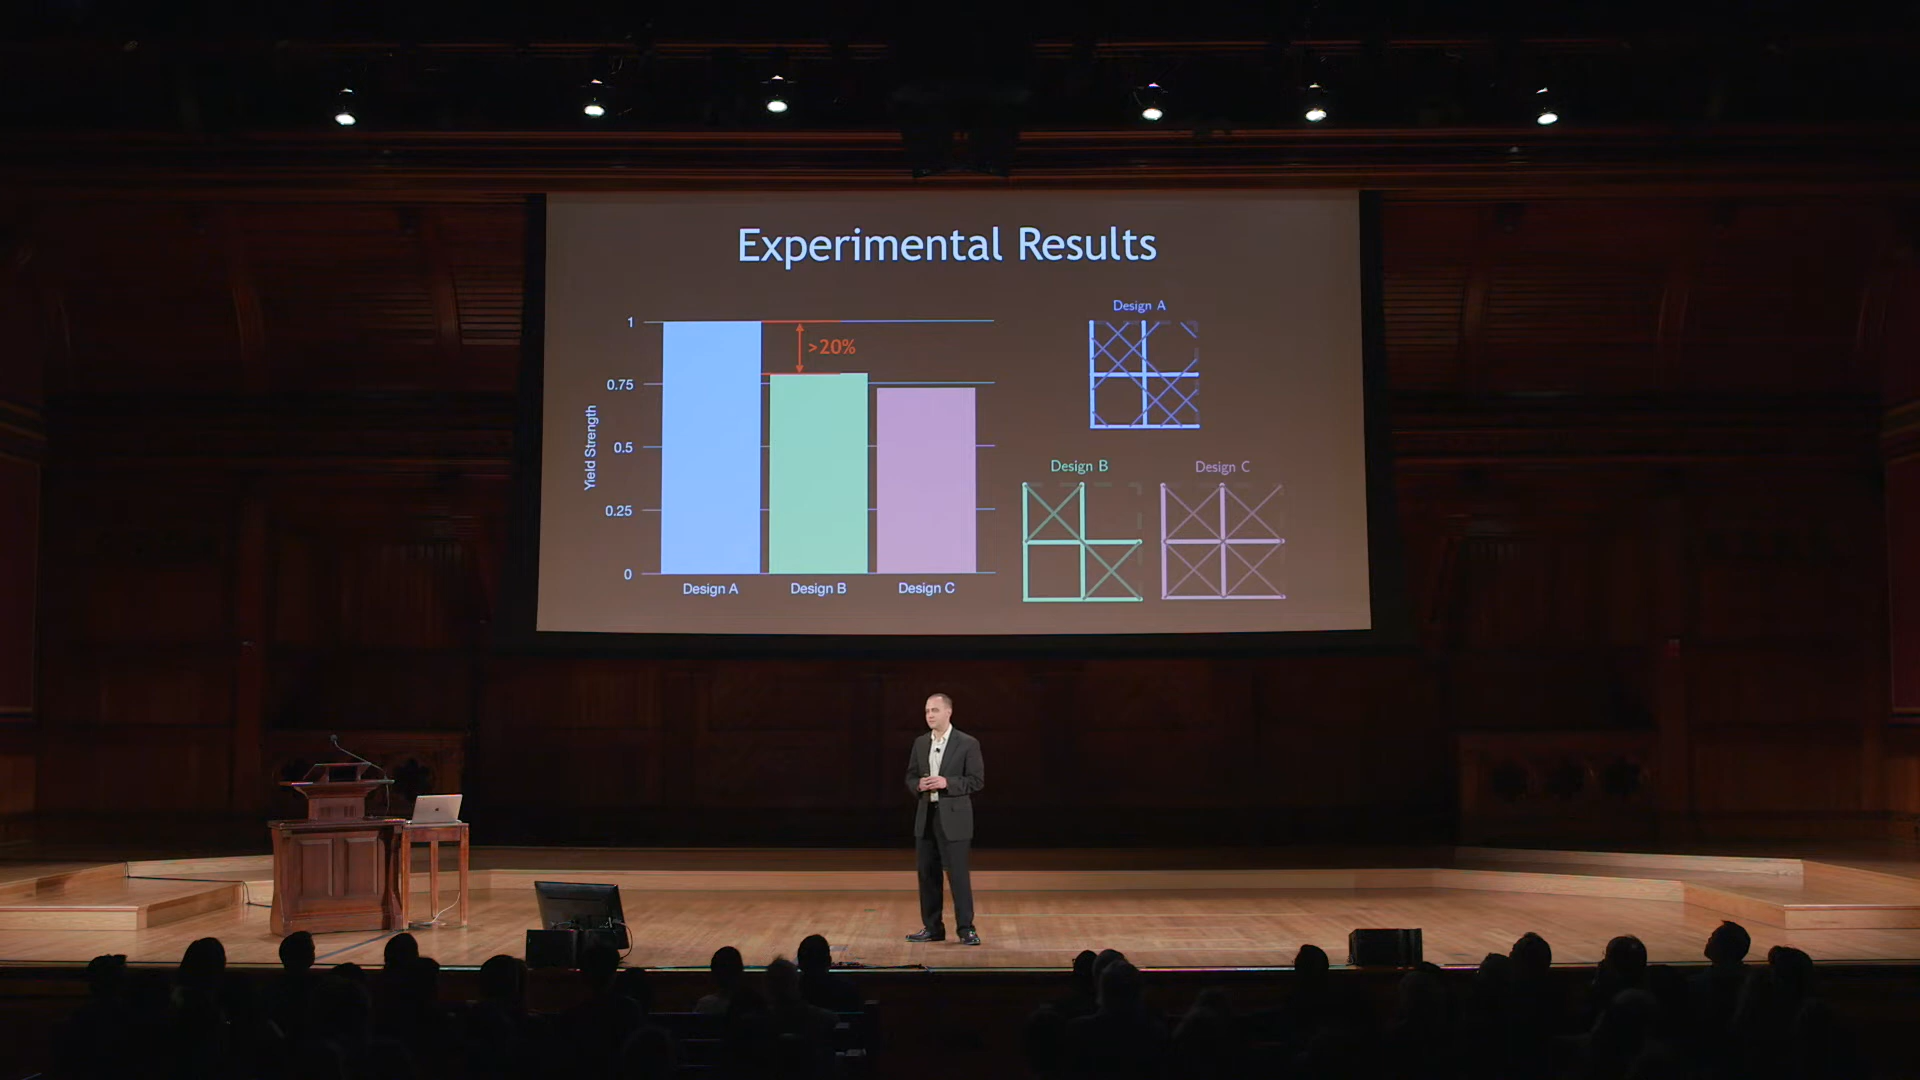 Experimental Results
1
>20%
0.75
0.5
0.25
0
Yield Strength
Design A
Design B
Design C
Design A
Design B
Design C